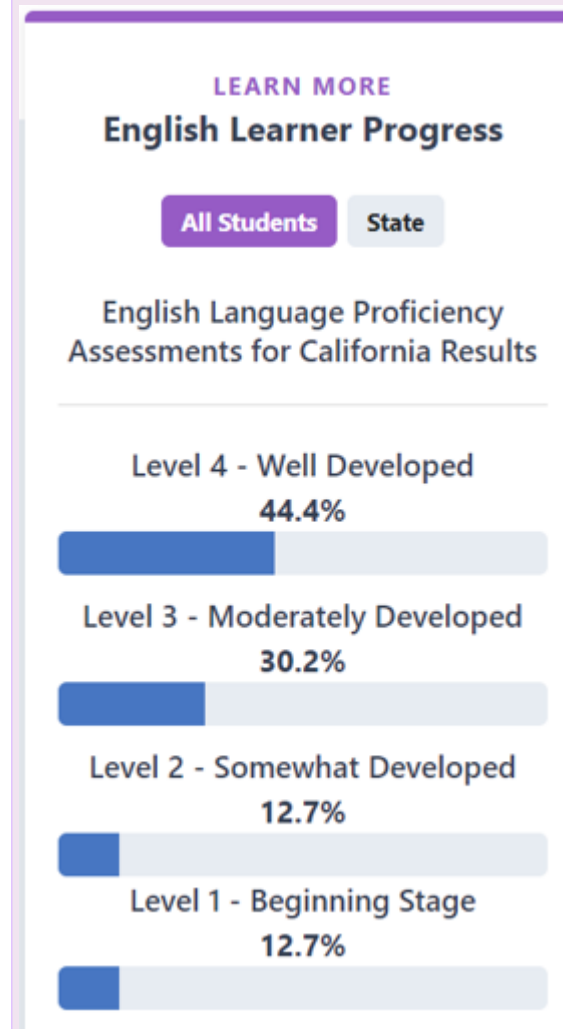 LEARN MORE
English Learner Progress
All Students State
English Language Proficiency
Assessments for California Results
Level 4 - Well Developed
44.4%
Level 3 - Moderately Developed
30.2%
Level 2 - Somewhat Developed
12.7%
Level 1 - Beginning Stage
12.7%